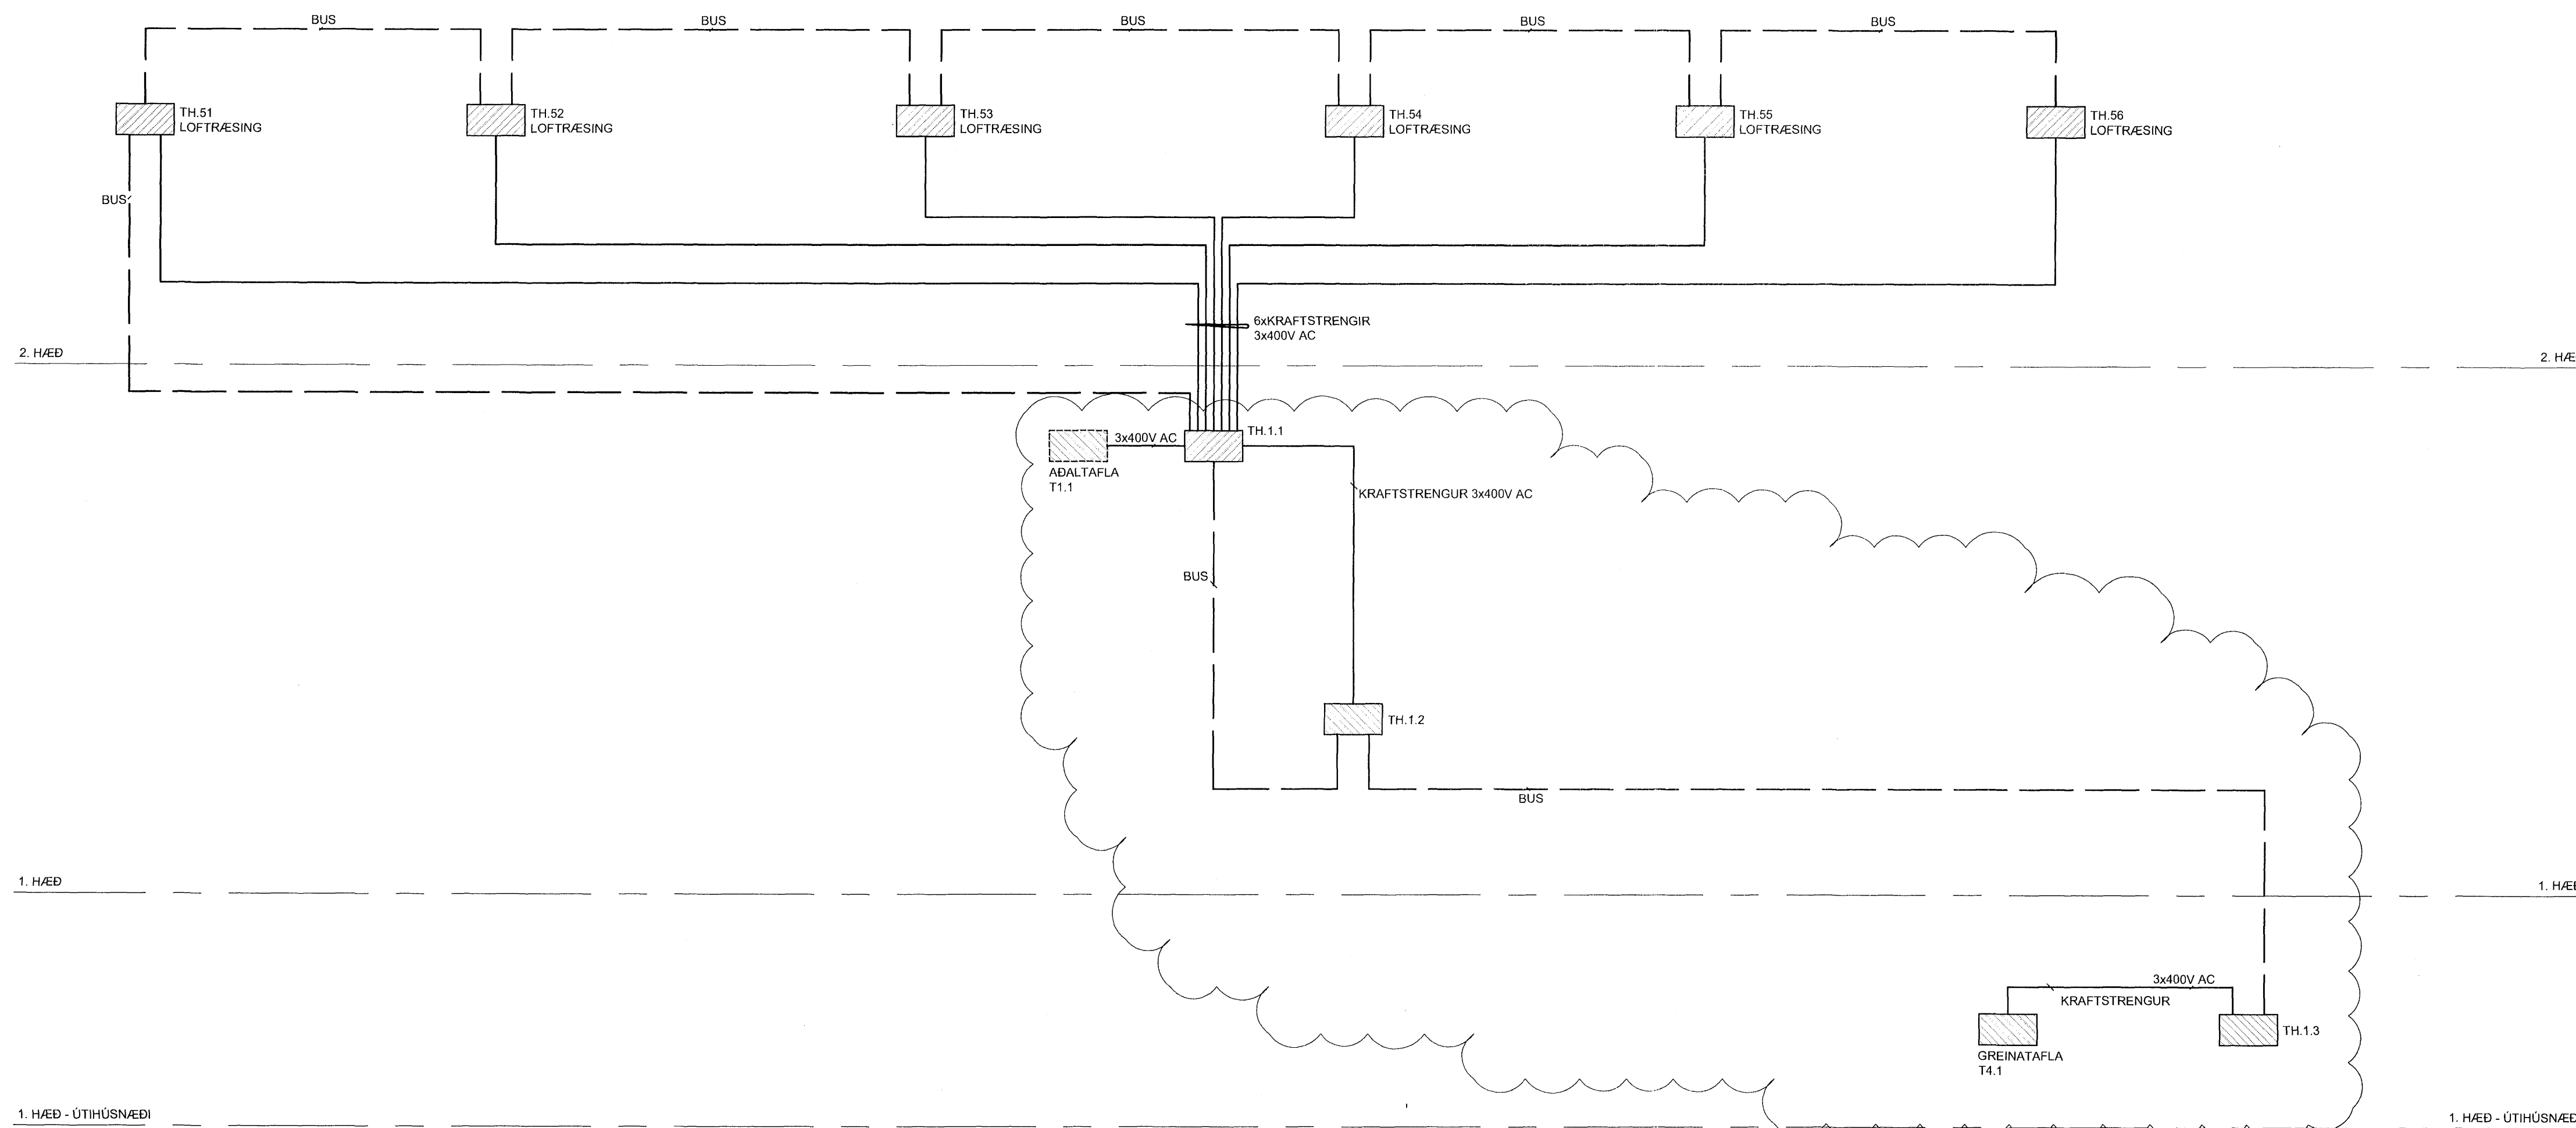 BUS
BUS
BUS
BUS
BUS
TH.51
LOFTRÆSING
TH.52
LOFTRÆSING
TH.53
LOFTRÆSING
TH.54
LOFTRÆSING
TH.55
LOFTRÆSING
TH.56
LOFTRÆSING
BUS
6xKRAFTSTRENGIR
3x400V AC
2. HÆÐ
2. HÆ
3x400V AC
TH.1.1
AÐALTAFLA
T1.1
KRAFTSTRENGUR 3x400V AC
BUS
TH.1.2
BUS
1. HÆÐ
1. HÆÐ
3x400V AC
KRAFTSTRENGUR
TH.1.3
GREINATAFLA
T4.1
1. HÆÐ - ÚTIHÚSNÆÐI
1. HÆÐ - ÚTIHÚSNÆÐ